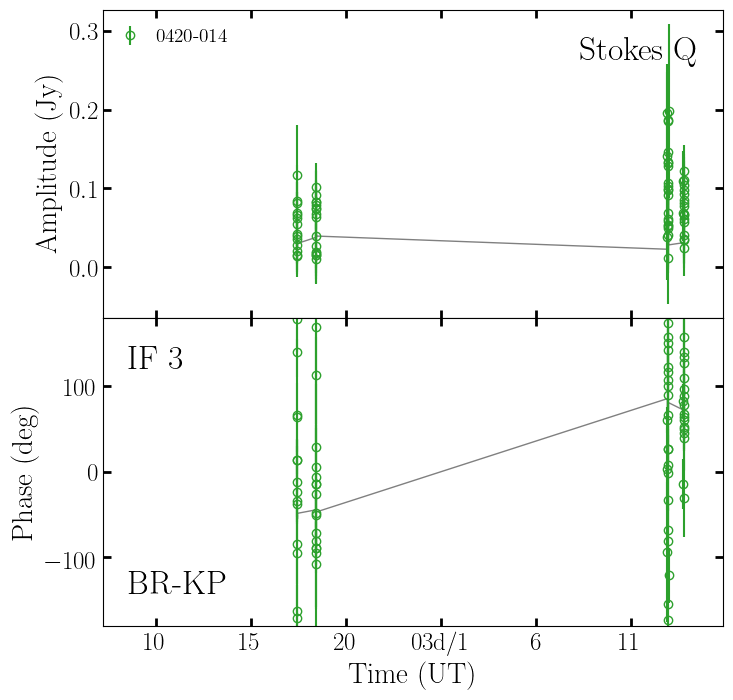 0420-014
Stokes Q
Amplitude (Jy)
0.3
0.2
0.1
0.0
IF 3
Phase (deg)
100
0
−100
BR-KP
10 15 20 03d/1 6 11
Time (UT)